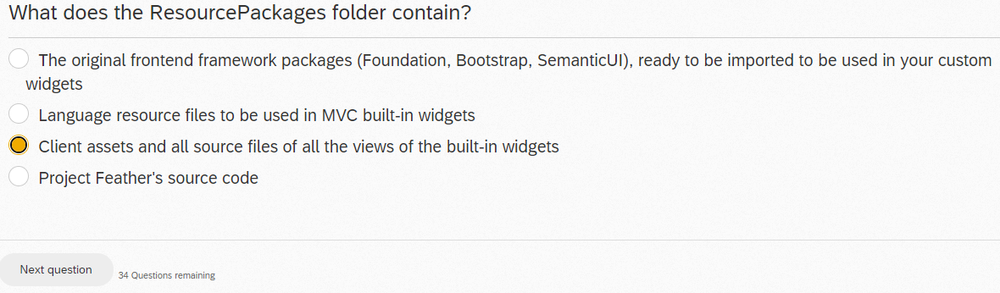 What does the ResourcePackages folder contain?
The original frontend framework packages (Foundation, Bootstrap, SemanticUI), ready to be imported to be used in your custom
widgets
Language resource files to be used in MVC built-in widgets
Client assets and all source files of all the views of the built-in widgets
Project Feather's source code
Next question
34 Questions remaining